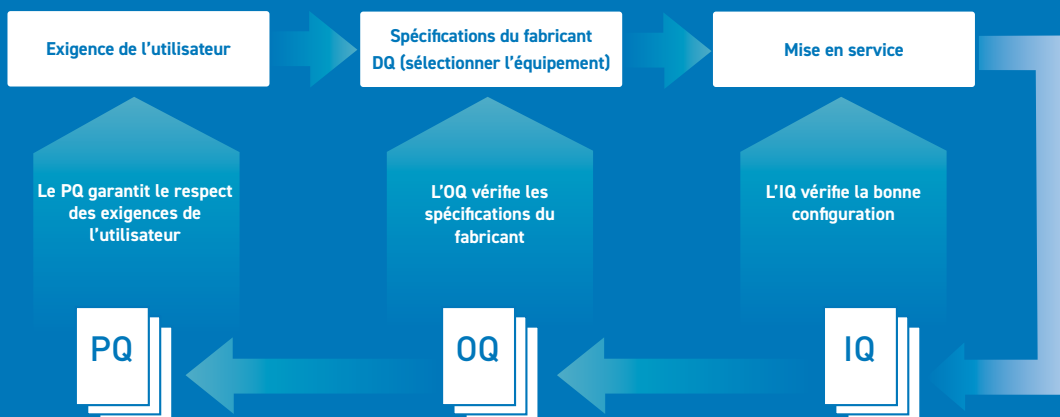 Exigence de l'utilisateur
Spécifications du fabricant
DQ (sélectionner l'équipement)
Mise en service
Le PQ garantit le respect
des exigences de
l'utilisateur
L'OQ vérifie les
spécifications du
fabricant
L'IQ vérifie la bonne
configuration
PQ
OQ
IQ